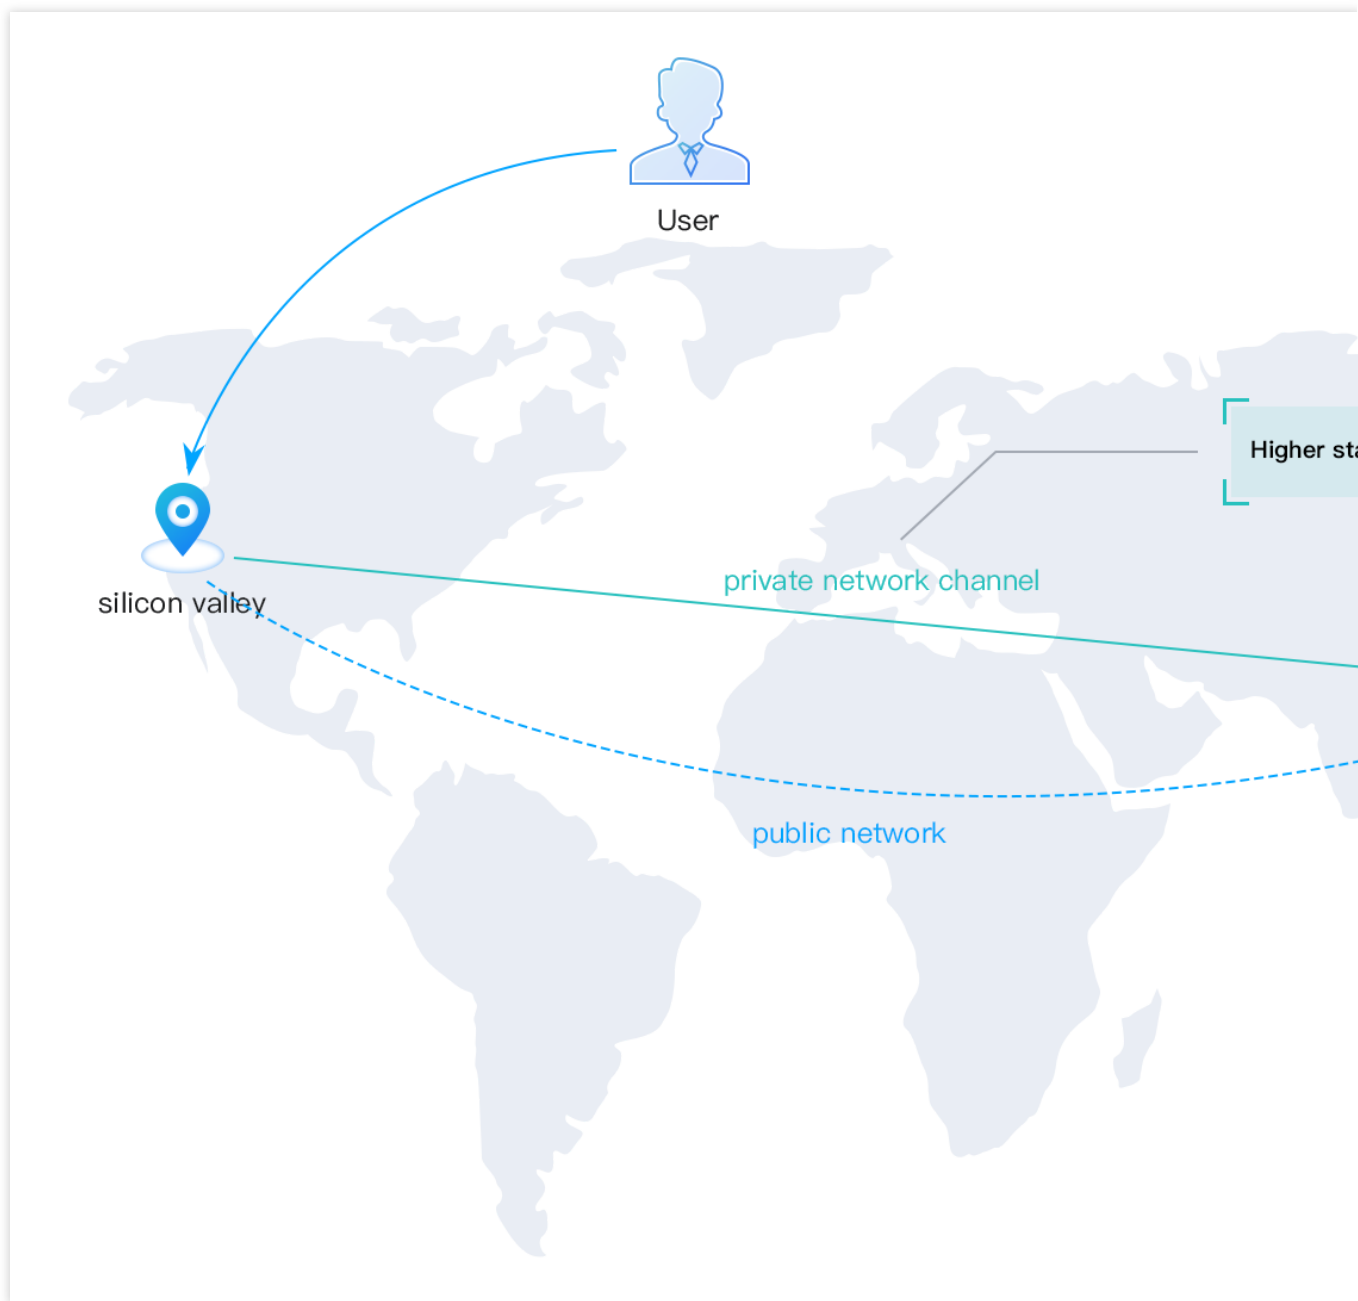 User
Higher
private network channel
silicon valley
public network